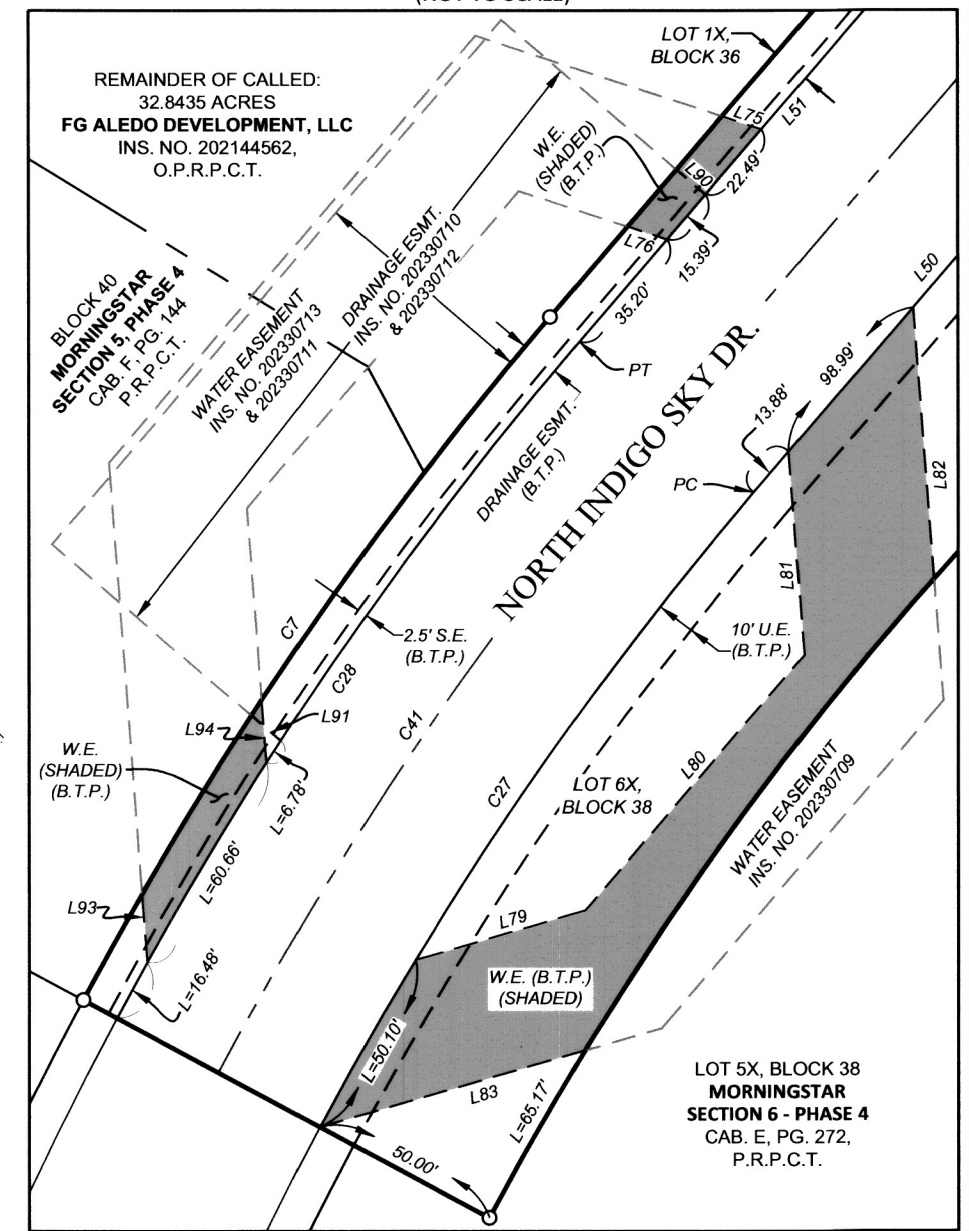 (NOT TO SCALE)
REMAINDER OF CALLED:
32.8435 ACRES
FG ALEDO DEVELOPMENT, LLC
INS. NO. 202144562,
O.P.R.P.C.T.
LOT 1X,
BLOCK 36
L75
L51
W.E.
(SHADED)
(B.T.P.)
L90
22.49'
L76
15.39'
35.20'
PT
BLOCK 40
MORNINGSTAR
SECTION 5, PHASE 4
CAB. F, PG. 144
P.R.P.C.T.
WATER EASEMENT
INS. NO. 202330713
& 202330711
DRAINAGE ESMT.
INS. NO. 202330710
& 202330712
DRAINAGE ESMT.
(B.T.P.)
NORTH INDIGO SKY DR.
L50
98.99'
13.88'
PC
L82
L81
C7
2.5' S.E.
(B.T.P.)
C28
10' U.E.
(B.T.P.)
L91
L94
C41
W.E.
(SHADED)
(B.T.P.)
L=6.78'
L=60.66'
C27
LOT 6X,
BLOCK 38
L80
WATER EASEMENT
INS. NO. 202330709
L93
L79
L=16.48'
W.E. (B.T.P.)
(SHADED)
L=50.10'
L83
L=65.17'
50.00'
LOT 5X, BLOCK 38
MORNINGSTAR
SECTION 6 - PHASE 4
CAB. E, PG. 272,
P.R.P.C.T.